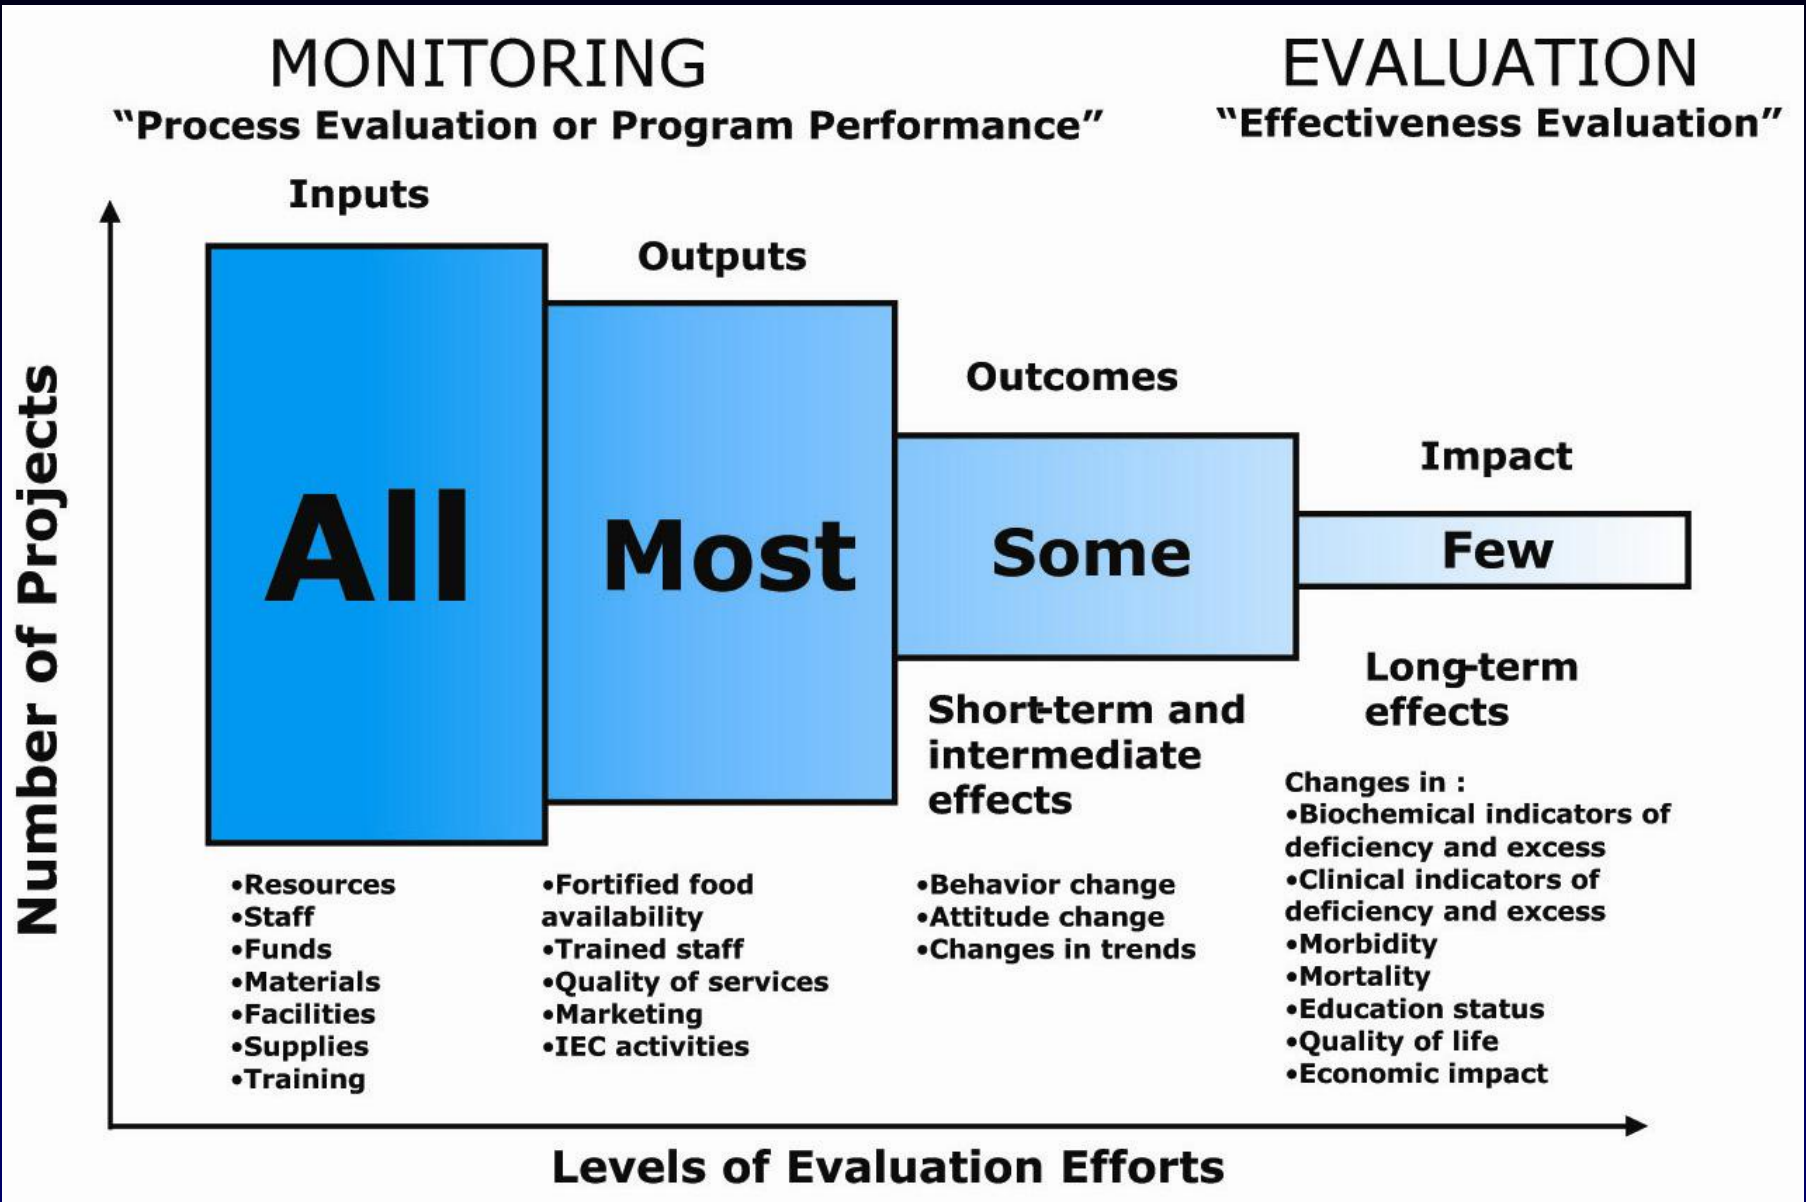 MONITORING
“Process Evaluation or Program Performance”
EVALUATION
“Effectiveness Evaluation”
Number of Projects
Inputs
All
•Resources
•Staff
•Funds
•Materials
•Facilities
•Supplies
•Training
Outputs
Most
•Fortified food
availability
•Trained staff
•Quality of services
•Marketing
•IEC activities
Outcomes
Some
Short-term and
intermediate
effects
•Behavior change
•Attitude change
•Changes in trends
Impact
Few
Long-term
effects
Changes in :
•Biochemical indicators of
deficiency and excess
•Clinical indicators of
deficiency and excess
•Morbidity
•Mortality
•Education status
•Quality of life
•Economic impact
Levels of Evaluation Efforts